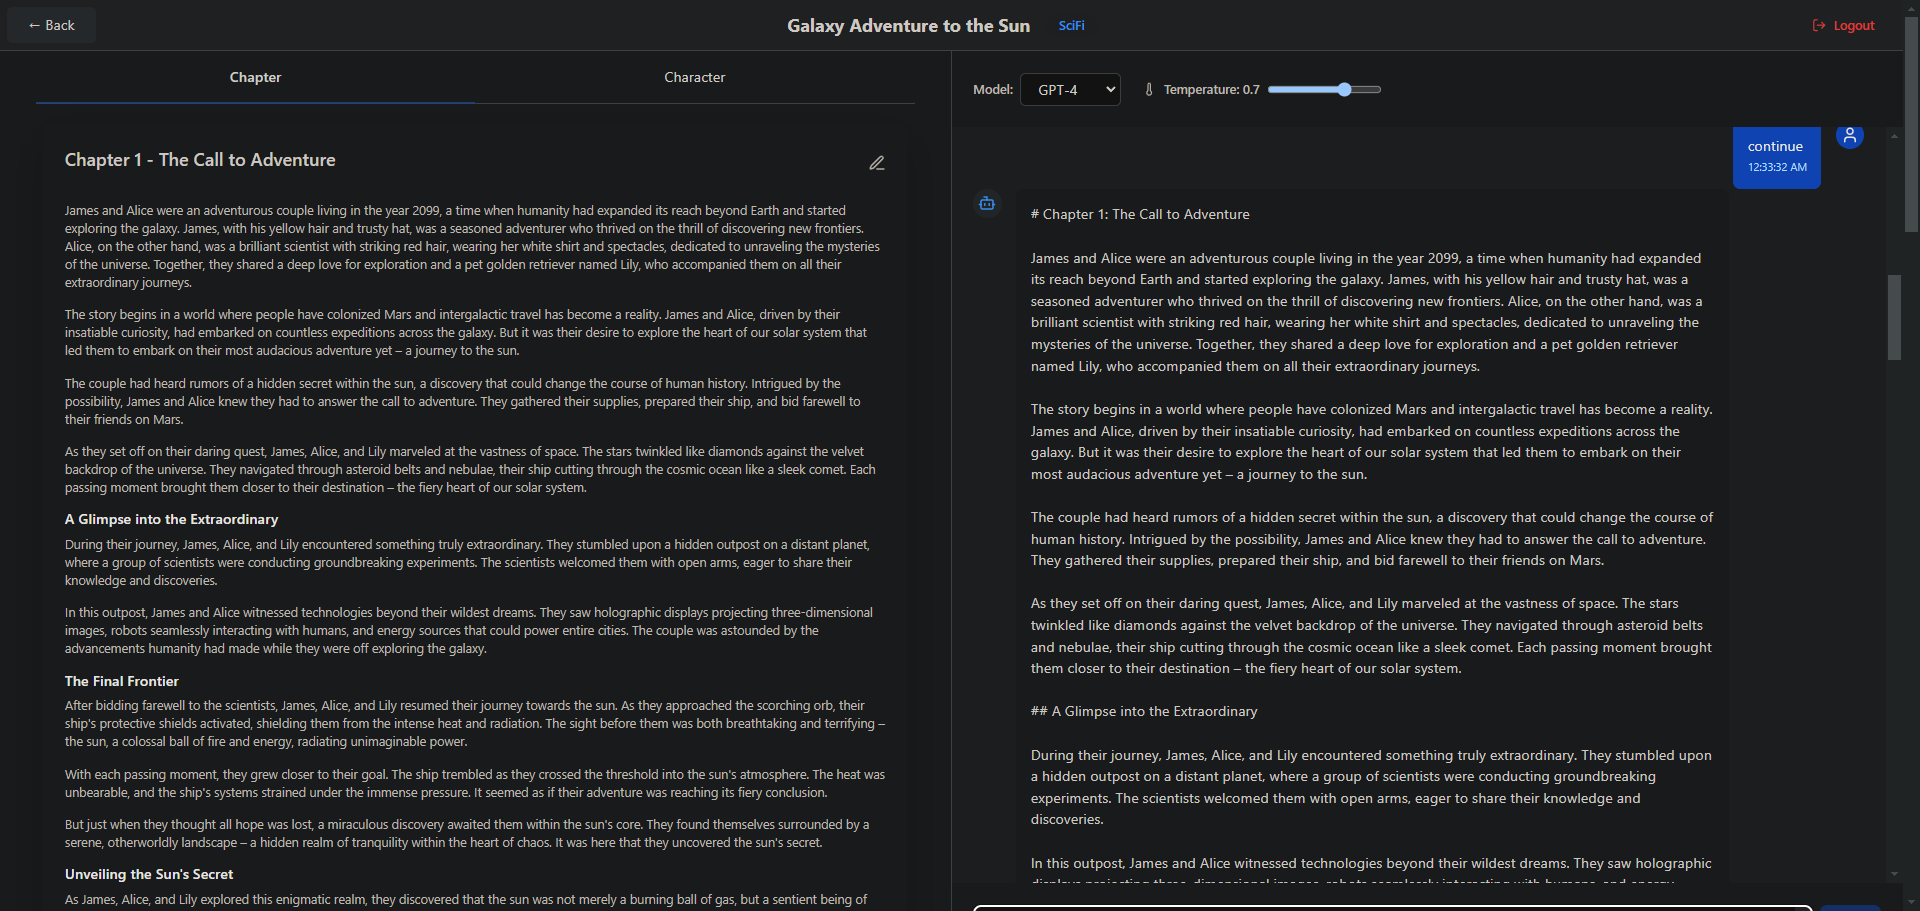 ← Back
Galaxy Adventure to the Sun
SciFi
Logout
Chapter
Character
Chapter 1 - The Call to Adventure
James and Alice were an adventurous couple living in the year 2099, a time when humanity had expanded its reach beyond Earth and started
exploring the galaxy. James, with his yellow hair and trusty hat, was a seasoned adventurer who thrived on the thrill of discovering new frontiers.
Alice, on the other hand, was a brilliant scientist with striking red hair, wearing her white shirt and spectacles, dedicated to unraveling the mysteries
of the universe. Together, they shared a deep love for exploration and a pet golden retriever named Lily, who accompanied them on all their
extraordinary journeys.
The story begins in a world where people have colonized Mars and intergalactic travel has become a reality. James and Alice, driven by their
insatiable curiosity, had embarked on countless expeditions across the galaxy. But it was their desire to explore the heart of our solar system that
led them to embark on their most audacious adventure yet – a journey to the sun.
The couple had heard rumors of a hidden secret within the sun, a discovery that could change the course of human history. Intrigued by the
possibility, James and Alice knew they had to answer the call to adventure. They gathered their supplies, prepared their ship, and bid farewell to
their friends on Mars.
As they set off on their daring quest, James, Alice, and Lily marveled at the vastness of space. The stars twinkled like diamonds against the velvet
backdrop of the universe. They navigated through asteroid belts and nebulae, their ship cutting through the cosmic ocean like a sleek comet. Each
passing moment brought them closer to their destination – the fiery heart of our solar system.
A Glimpse into the Extraordinary
During their journey, James, Alice, and Lily encountered something truly extraordinary. They stumbled upon a hidden outpost on a distant planet,
where a group of scientists were conducting groundbreaking experiments. The scientists welcomed them with open arms, eager to share their
knowledge and discoveries.
In this outpost, James and Alice witnessed technologies beyond their wildest dreams. They saw holographic displays projecting three-dimensional
images, robots seamlessly interacting with humans, and energy sources that could power entire cities. The couple was astounded by the
advancements humanity had made while they were off exploring the galaxy.
The Final Frontier
After bidding farewell to the scientists, James, Alice, and Lily resumed their journey towards the sun. As they approached the scorching orb, their
ship's protective shields activated, shielding them from the intense heat and radiation. The sight before them was both breathtaking and terrifying –
the sun, a colossal ball of fire and energy, radiating unimaginable power.
With each passing moment, they grew closer to their goal. The ship trembled as they crossed the threshold into the sun's atmosphere. The heat was
unbearable, and the ship's systems strained under the immense pressure. It seemed as if their adventure was reaching its fiery conclusion.
But just when they thought all hope was lost, a miraculous discovery awaited them within the sun's core. They found themselves surrounded by a
serene, otherworldly landscape – a hidden realm of tranquility within the heart of chaos. It was here that they uncovered the sun's secret.
Unveiling the Sun's Secret
As James, Alice, and Lily explored this enigmatic realm, they discovered that the sun was not merely a burning ball of gas, but a sentient being of
Model:
GPT-4
Temperature: 0.7
continue
12:33:32 AM
# Chapter 1: The Call to Adventure
James and Alice were an adventurous couple living in the year 2099, a time when humanity had expanded
its reach beyond Earth and started exploring the galaxy. James, with his yellow hair and trusty hat, was a
seasoned adventurer who thrived on the thrill of discovering new frontiers. Alice, on the other hand, was a
brilliant scientist with striking red hair, wearing her white shirt and spectacles, dedicated to unraveling the
mysteries of the universe. Together, they shared a deep love for exploration and a pet golden retriever
named Lily, who accompanied them on all their extraordinary journeys.
The story begins in a world where people have colonized Mars and intergalactic travel has become a reality.
James and Alice, driven by their insatiable curiosity, had embarked on countless expeditions across the
galaxy. But it was their desire to explore the heart of our solar system that led them to embark on their
most audacious adventure yet – a journey to the sun.
The couple had heard rumors of a hidden secret within the sun, a discovery that could change the course of
human history. Intrigued by the possibility, James and Alice knew they had to answer the call to adventure.
They gathered their supplies, prepared their ship, and bid farewell to their friends on Mars.
As they set off on their daring quest, James, Alice, and Lily marveled at the vastness of space. The stars
twinkled like diamonds against the velvet backdrop of the universe. They navigated through asteroid belts
and nebulae, their ship cutting through the cosmic ocean like a sleek comet. Each passing moment brought
them closer to their destination – the fiery heart of our solar system.
## A Glimpse into the Extraordinary
During their journey, James, Alice, and Lily encountered something truly extraordinary. They stumbled upon
a hidden outpost on a distant planet, where a group of scientists were conducting groundbreaking
experiments. The scientists welcomed them with open arms, eager to share their knowledge and
discoveries.
In this outpost, James and Alice witnessed technologies beyond their wildest dreams. They saw holographic
displays projecting three-dimensional images, robots seamlessly interacting with humans, and energy